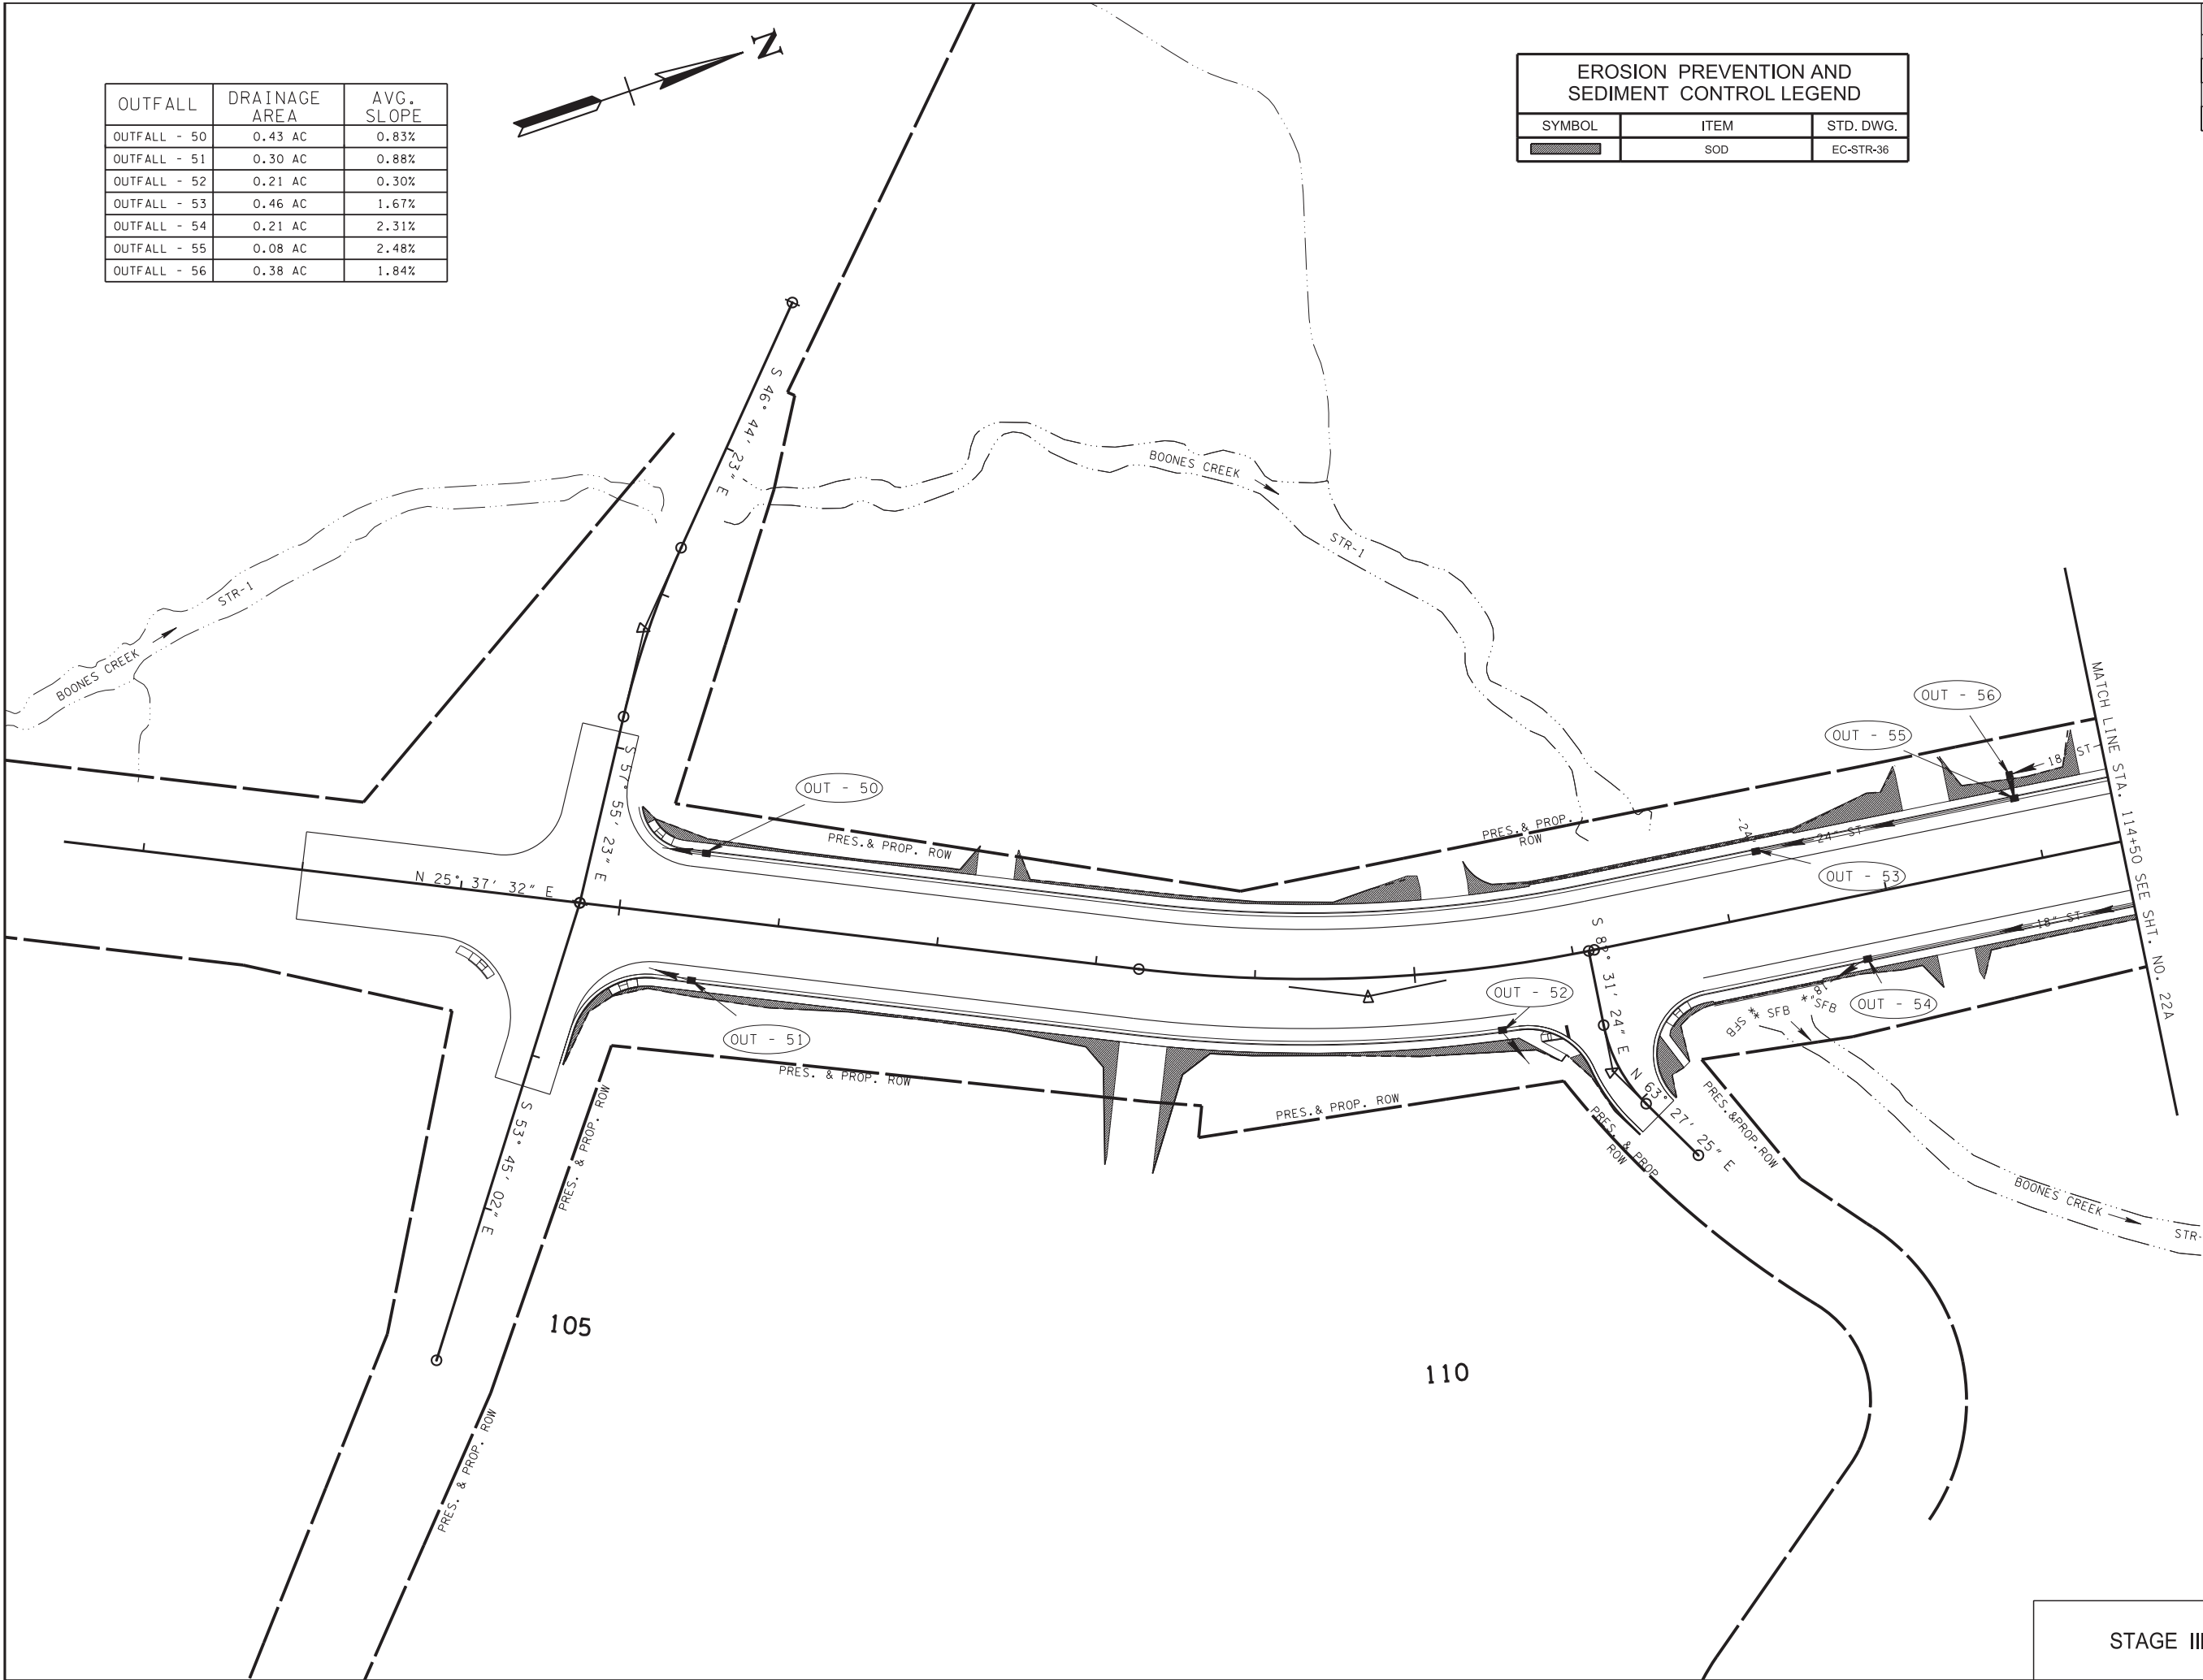 N
OUTFALL DRAINAGE AREA AVG. SLOPE
OUTFALL - 50 0.43 AC 0.83%
OUTFALL - 51 0.30 AC 0.88%
OUTFALL - 52 0.21 AC 0.30%
OUTFALL - 53 0.46 AC 1.67%
OUTFALL - 54 0.21 AC 2.31%
OUTFALL - 55 0.08 AC 2.48%
OUTFALL - 56 0.38 AC 1.84%
EROSION PREVENTION AND
SEDIMENT CONTROL LEGEND
SYMBOL ITEM STD. DWG.
SOD EC-STR-36
S 46° 44' 23" E
BOONES CREEK
STR-1
STR-1
BOONES CREEK
MATCH LINE STA. 114+50 SEE SHT. NO. 22A
OUT - 56
OUT - 55
18" ST
S 57° 55' 23" E
OUT - 50
PRES.& PROP. ROW
PRES.& PROP.
ROW
24"
24" ST
OUT - 53
N 25° 37' 32" E
S 8° 31' 24" E
18" ST
OUT - 52
18"
OUT - 54
SFB ** SFB ** SFB
OUT - 51
PRES. & PROP. ROW
PRES.& PROP. ROW
N 63° 27' 25" E
PRES. & PROP
ROW
PRES.&PROP.ROW
S 53° 45' 02" E
PRES. & PROP. ROW
BOONES CREEK
STR-
105
110
PRES. & PROP. ROW
STAGE III